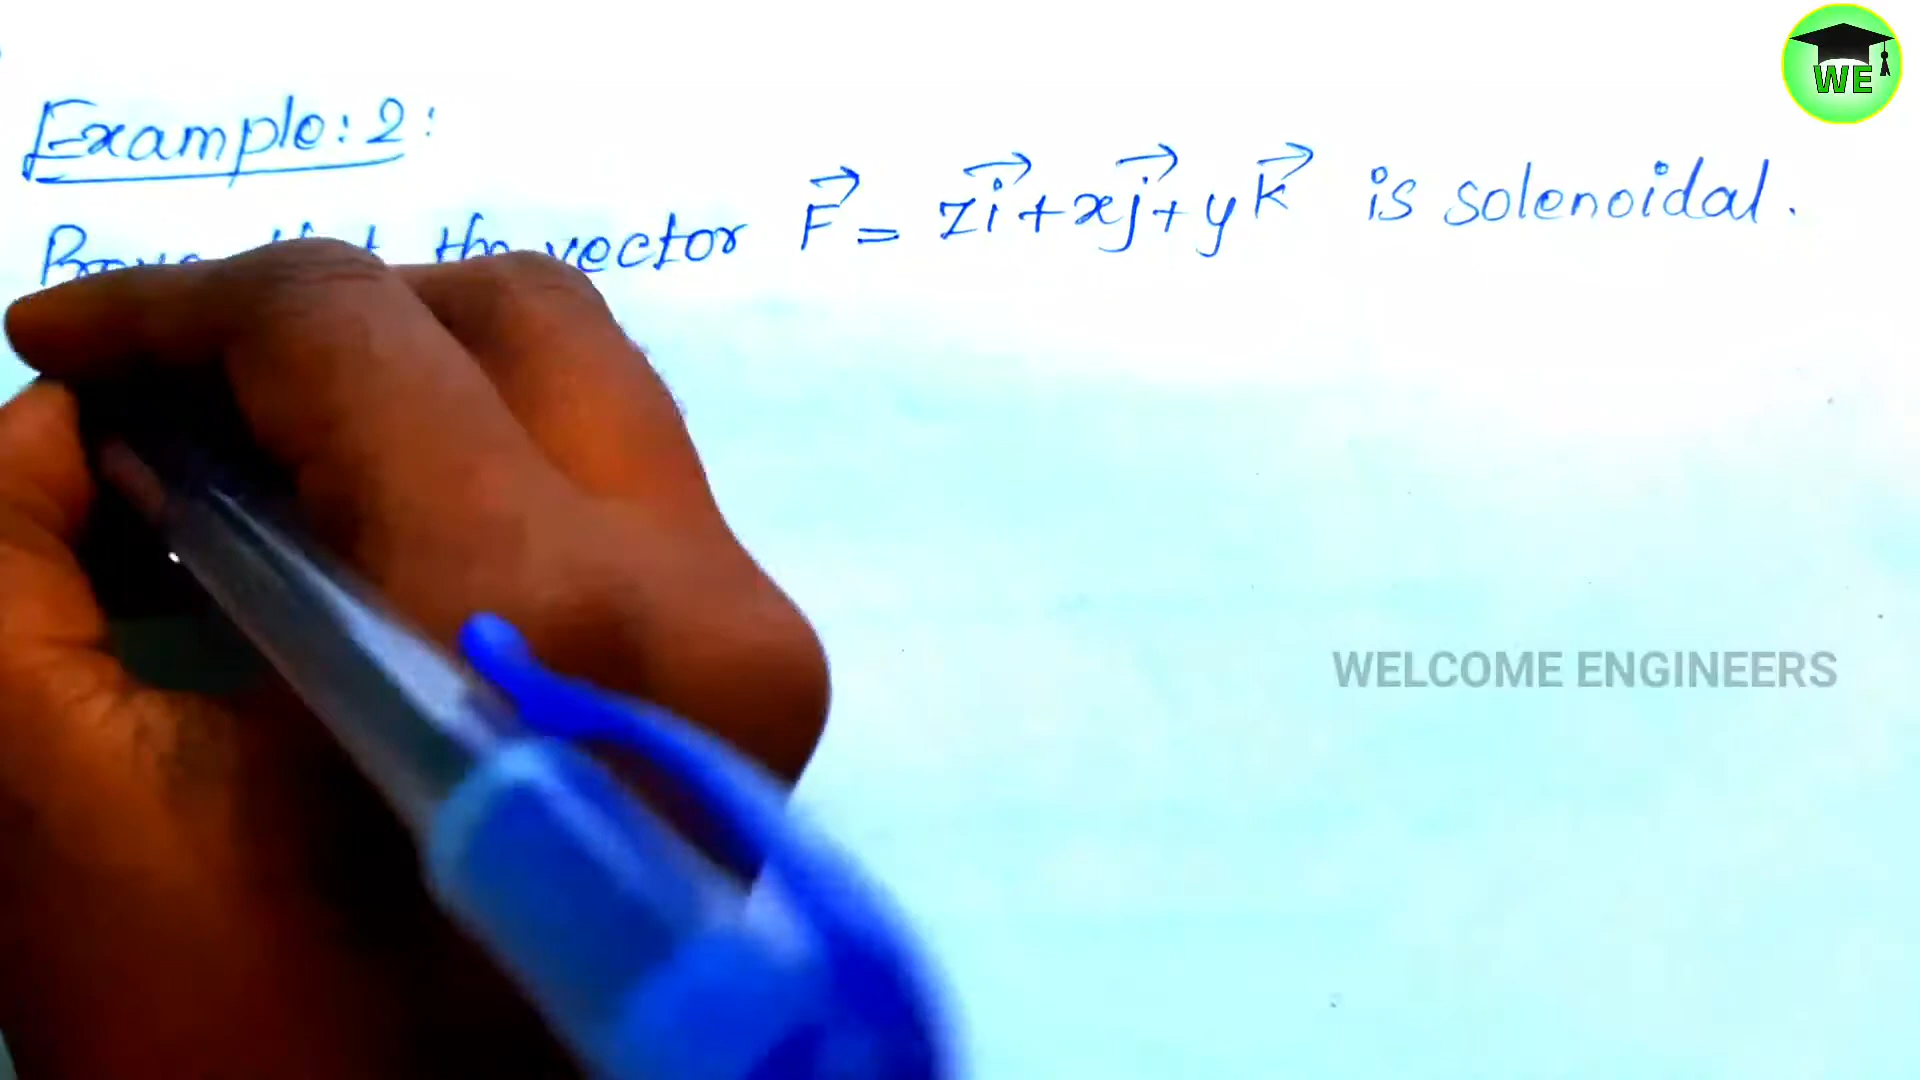 WE
Example: 2:
the vector F⃗ = zi⃗ + xj⃗ + yk⃗ is solenoidal.
WELCOME ENGINEERS